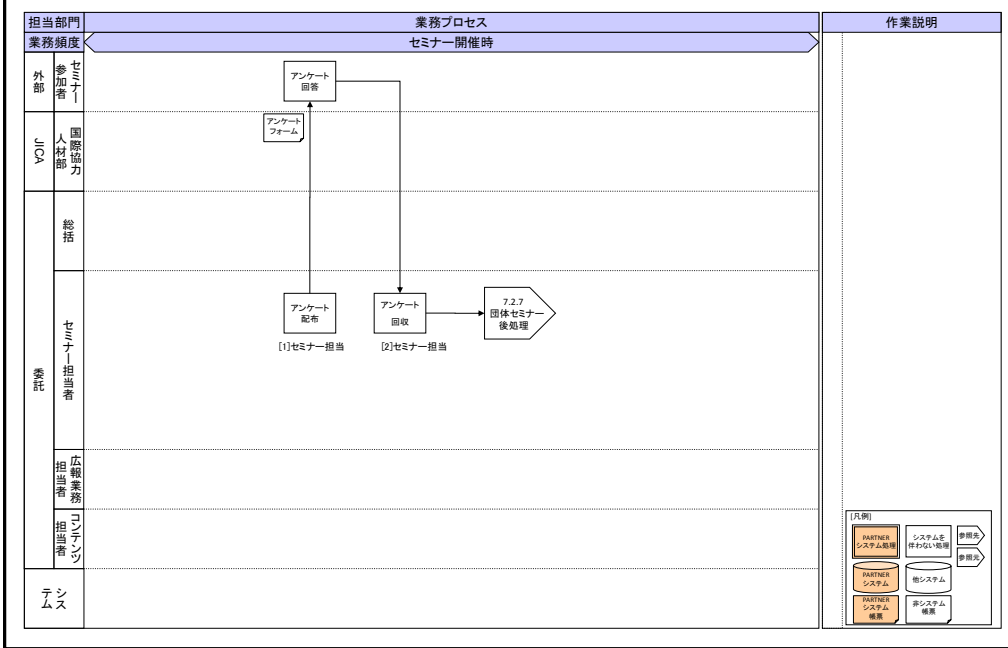 担当部門
業務プロセス
作業説明
業務頻度
セミナー開催時
外部
セミナー
参加者
アンケート
回答
アンケート
フォーム
JICA
国際協力
人材部
委託
総括
セミナー担当者
アンケート
配布
[1]セミナー担当
アンケート
回収
[2]セミナー担当
7.2.7
団体セミナー
後処理
広報業務
担当者
コンテンツ
担当者
システム
[凡例]
PARTNER
システム処理
システムを
伴わない処理
参照先
参照元
PARTNER
システム
他システム
PARTNER
システム
帳票
非システム
帳票